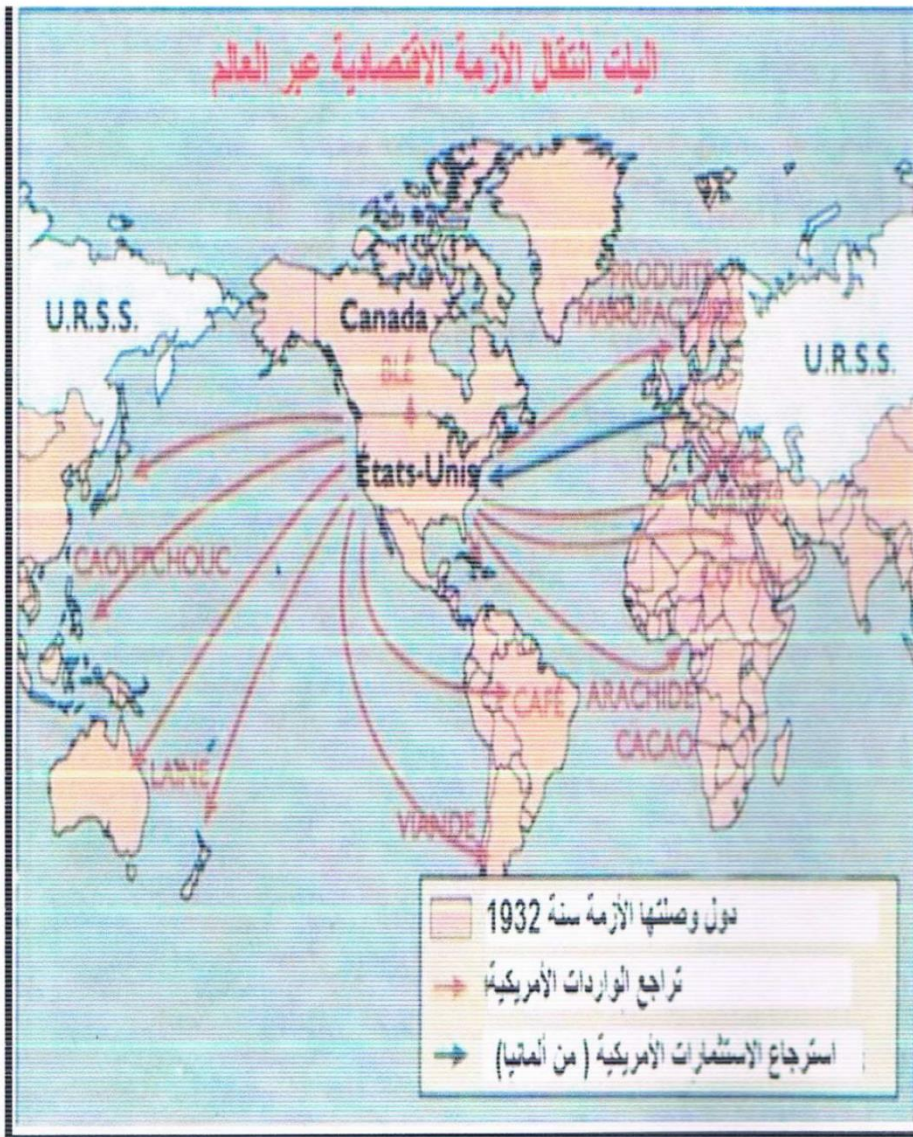 اليات انتقال الأزمة الاقتصادية عبر العالم
PRODUITS
MANUFACTURÉS
U.R.S.S.
Canada
U.R.S.S.
BLÉ
États-Unis
CAOUTCHOUC
COTON
CAFÉ
ARACHIDE
CACAO
LAINE
VIANDE
دول وصلتها الأزمة سنة 1932
تراجع الواردات الأمريكية
استرجاع الاستثمارات الأمريكية (من ألمانيا)